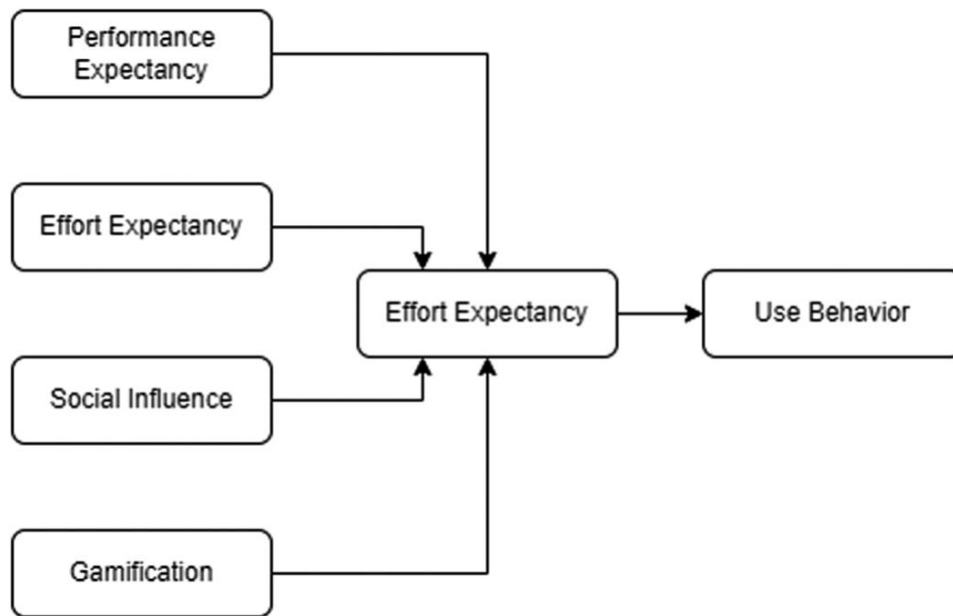 Performance
Expectancy
Effort Expectancy
Effort Expectancy
Use Behavior
Social Influence
Gamification